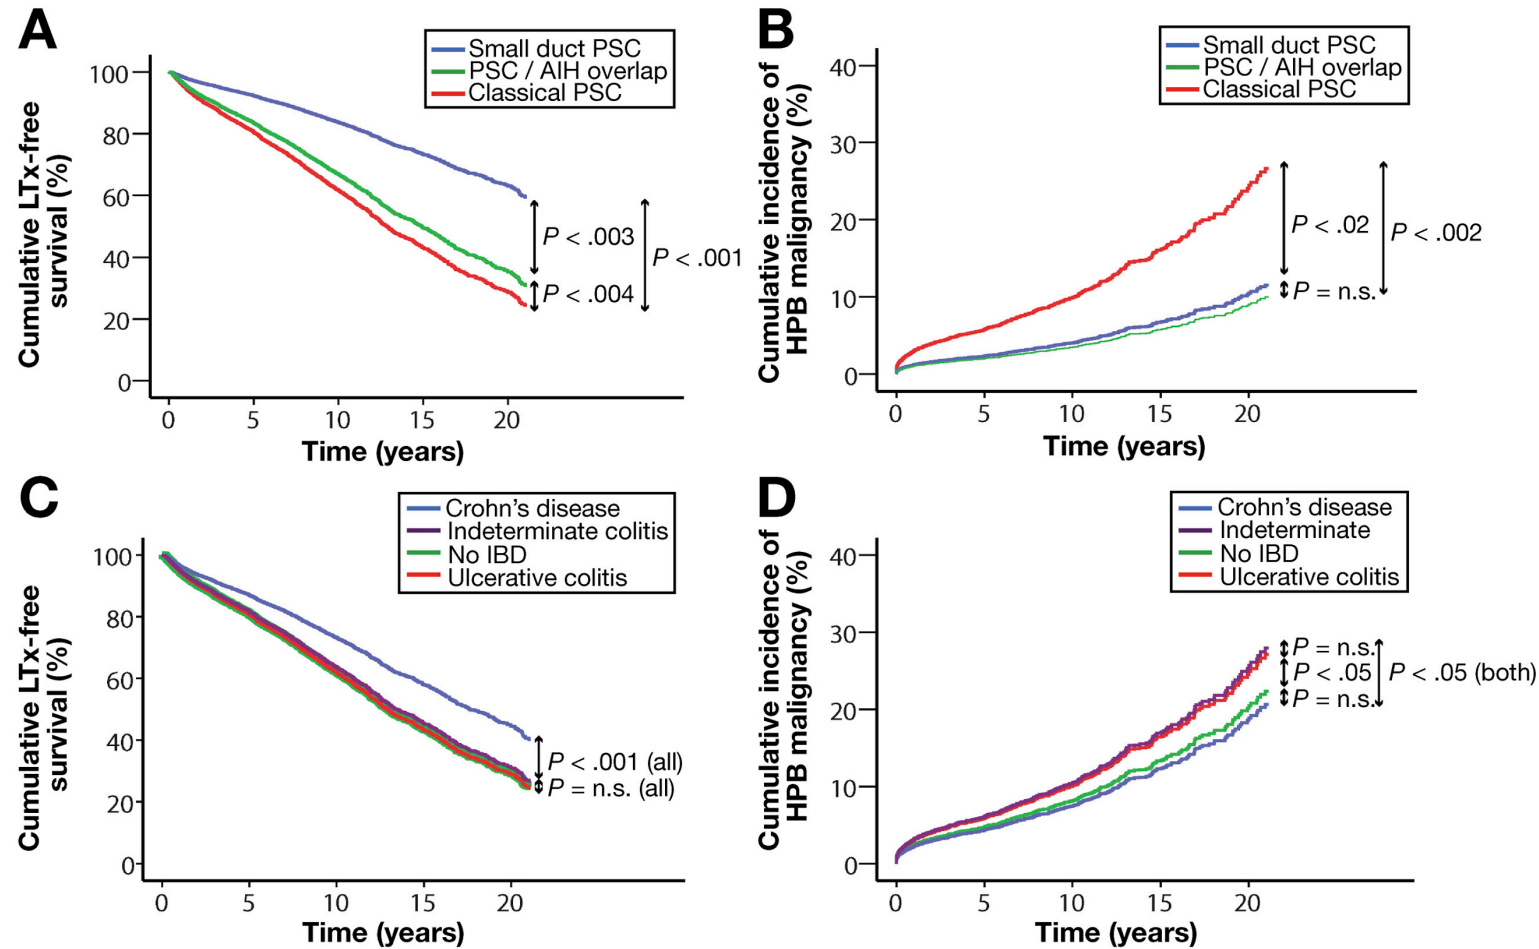 A
Cumulative LTx-free
survival (%)
100
80
60
40
20
0
0 5 10 15 20
Time (years)
Small duct PSC
PSC / AIH overlap
Classical PSC
P < .003
P < .004
P < .001
B
Cumulative incidence of
HPB malignancy (%)
40
30
20
10
0
0 5 10 15 20
Time (years)
Small duct PSC
PSC / AIH overlap
Classical PSC
P < .02
P < .002
P = n.s.
C
Cumulative LTx-free
survival (%)
100
80
60
40
20
0
0 5 10 15 20
Time (years)
Crohn's disease
Indeterminate colitis
No IBD
Ulcerative colitis
P < .001 (all)
P = n.s. (all)
D
Cumulative incidence of
HPB malignancy (%)
40
30
20
10
0
0 5 10 15 20
Time (years)
Crohn's disease
Indeterminate
No IBD
Ulcerative colitis
P = n.s.
P < .05
P = n.s.
P < .05 (both)